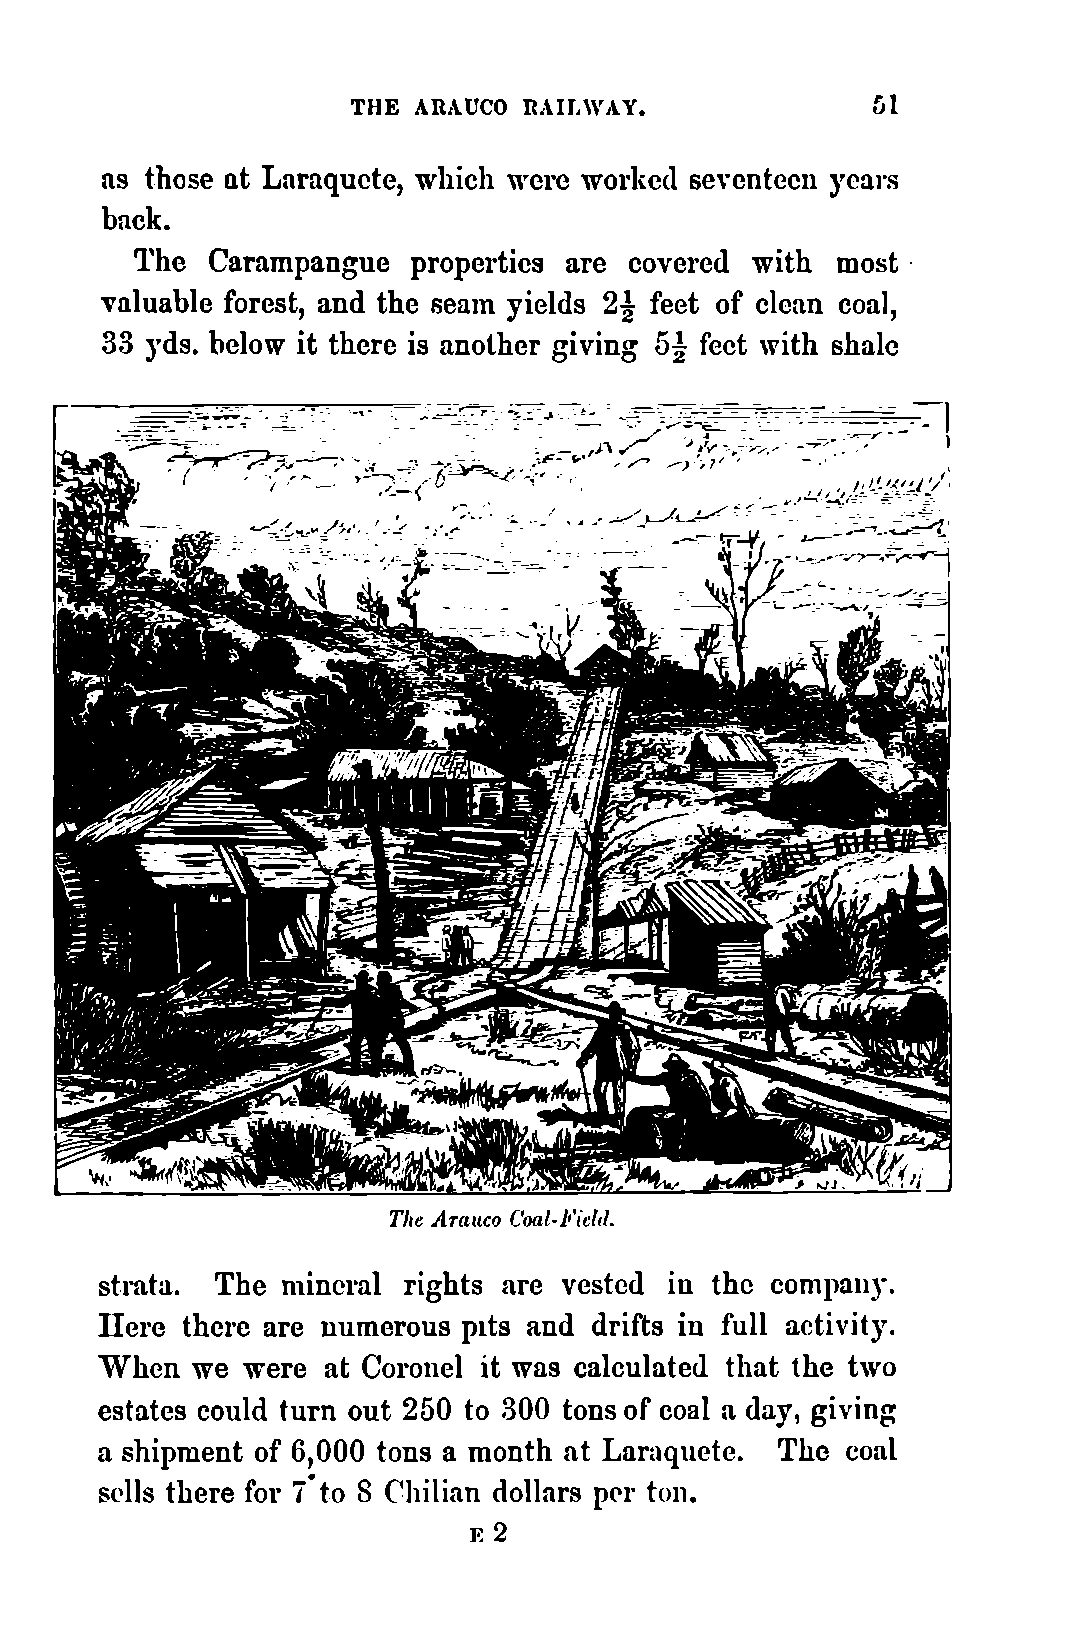 THE ARAUCO RAILWAY. 51
as those at Laraquete, which were worked seventeen years
back.
The Carampangue properties are covered with most
valuable forest, and the seam yields 2½ feet of clean coal,
33 yds. below it there is another giving 5½ feet with shale
The Arauco Coal-Field.
strata. The mineral rights are vested in the company.
Here there are numerous pits and drifts in full activity.
When we were at Coronel it was calculated that the two
estates could turn out 250 to 300 tons of coal a day, giving
a shipment of 6,000 tons a month at Laraquete. The coal
sells there for 7 to 8 Chilian dollars per ton.
E 2